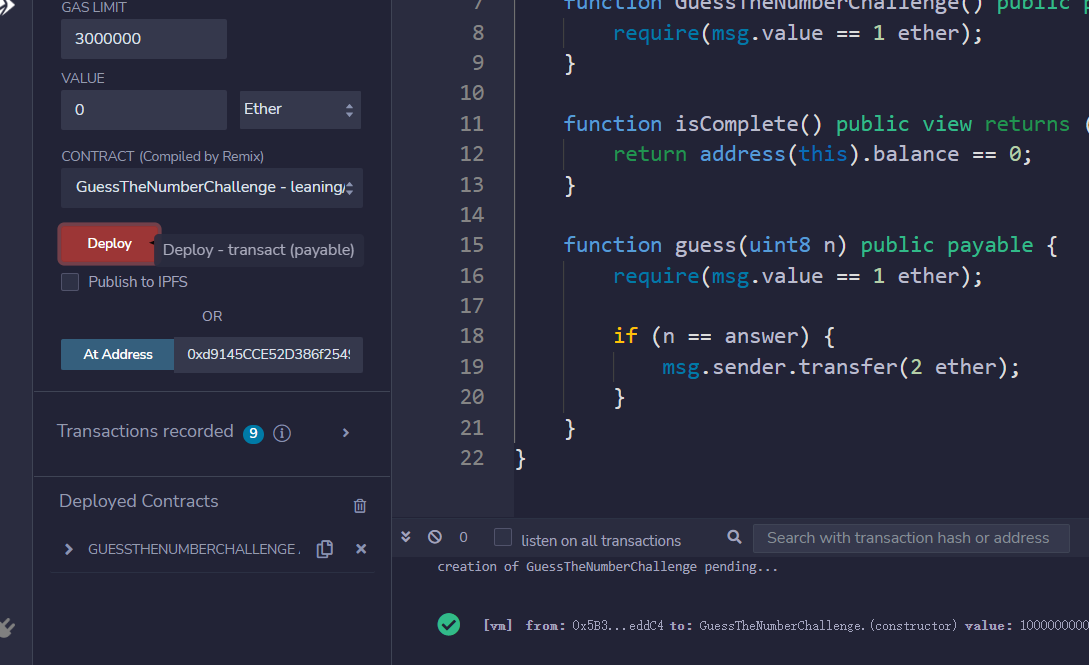 GAS LIMIT
3000000
VALUE
0
Ether
CONTRACT (Compiled by Remix)
GuessTheNumberChallenge - leaning/
Deploy
Deploy - transact (payable)
Publish to IPFS
OR
At Address
0xd9145CCE52D386f254
Transactions recorded 9 i
Deployed Contracts
GUESSTHENUMBERCHALLENGE
7 function GuessTheNumberChallenge() public
8 require(msg.value == 1 ether);
9 }
10
11 function isComplete() public view returns (
12 return address(this).balance == 0;
13 }
14
15 function guess(uint8 n) public payable {
16 require(msg.value == 1 ether);
17
18 if (n == answer) {
19 msg.sender.transfer(2 ether);
20 }
21 }
22 }
0
listen on all transactions
Search with transaction hash or address
creation of GuessTheNumberChallenge pending...
[vm] from: 0x5B3...eddC4 to: GuessTheNumberChallenge.(constructor) value: 1000000000